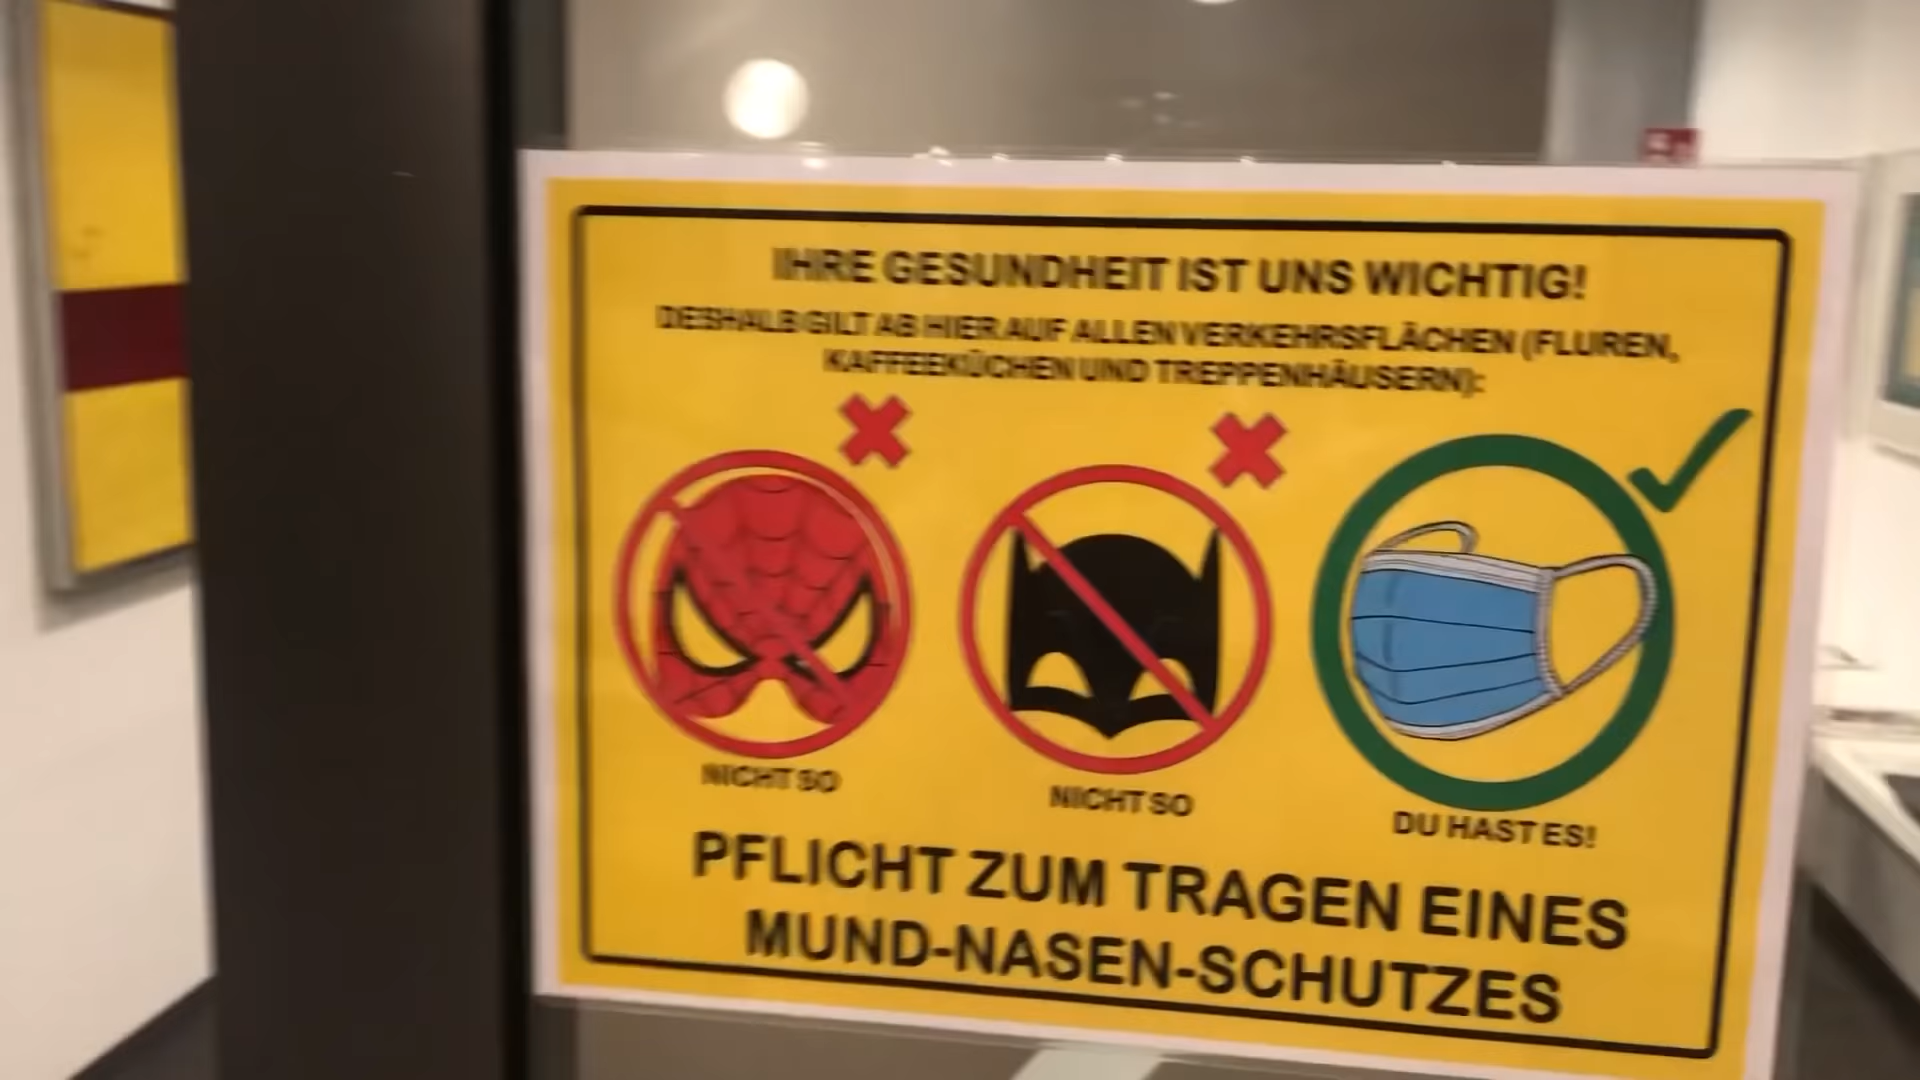 IHRE GESUNDHEIT IST UNS WICHTIG!
DESHALB GILT AB HIER AUF ALLEN VERKEHRSFLÄCHEN (FLUREN,
KAFFEEKÜCHEN UND TREPPENHÄUSERN):
NICHT SO
NICHT SO
DU HAST ES!
PFLICHT ZUM TRAGEN EINES
MUND-NASEN-SCHUTZES